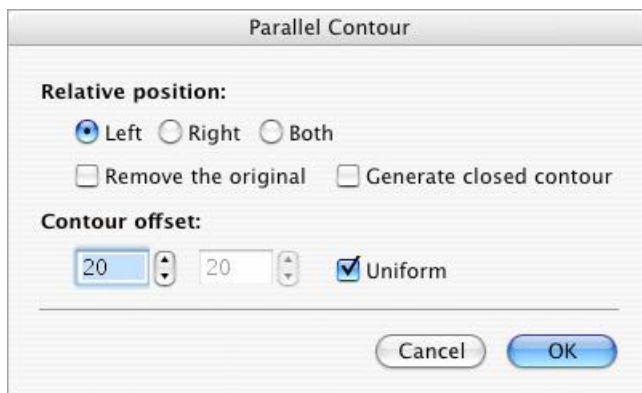 Parallel Contour
Relative position:
Left Right Both
Remove the original Generate closed contour
Contour offset:
20 20 Uniform
Cancel OK